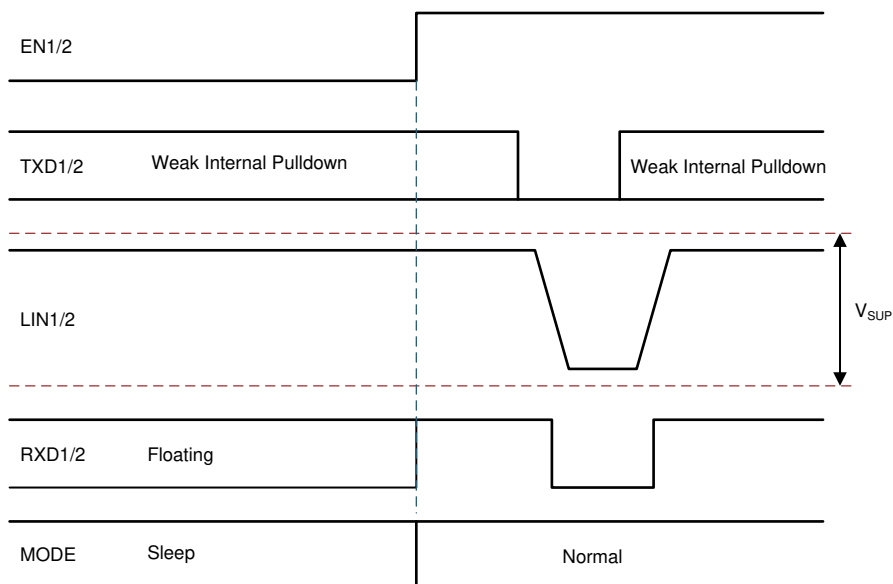 EN1/2
TXD1/2 Weak Internal Pulldown Weak Internal Pulldown
LIN1/2
VSUP
RXD1/2 Floating
MODE Sleep Normal